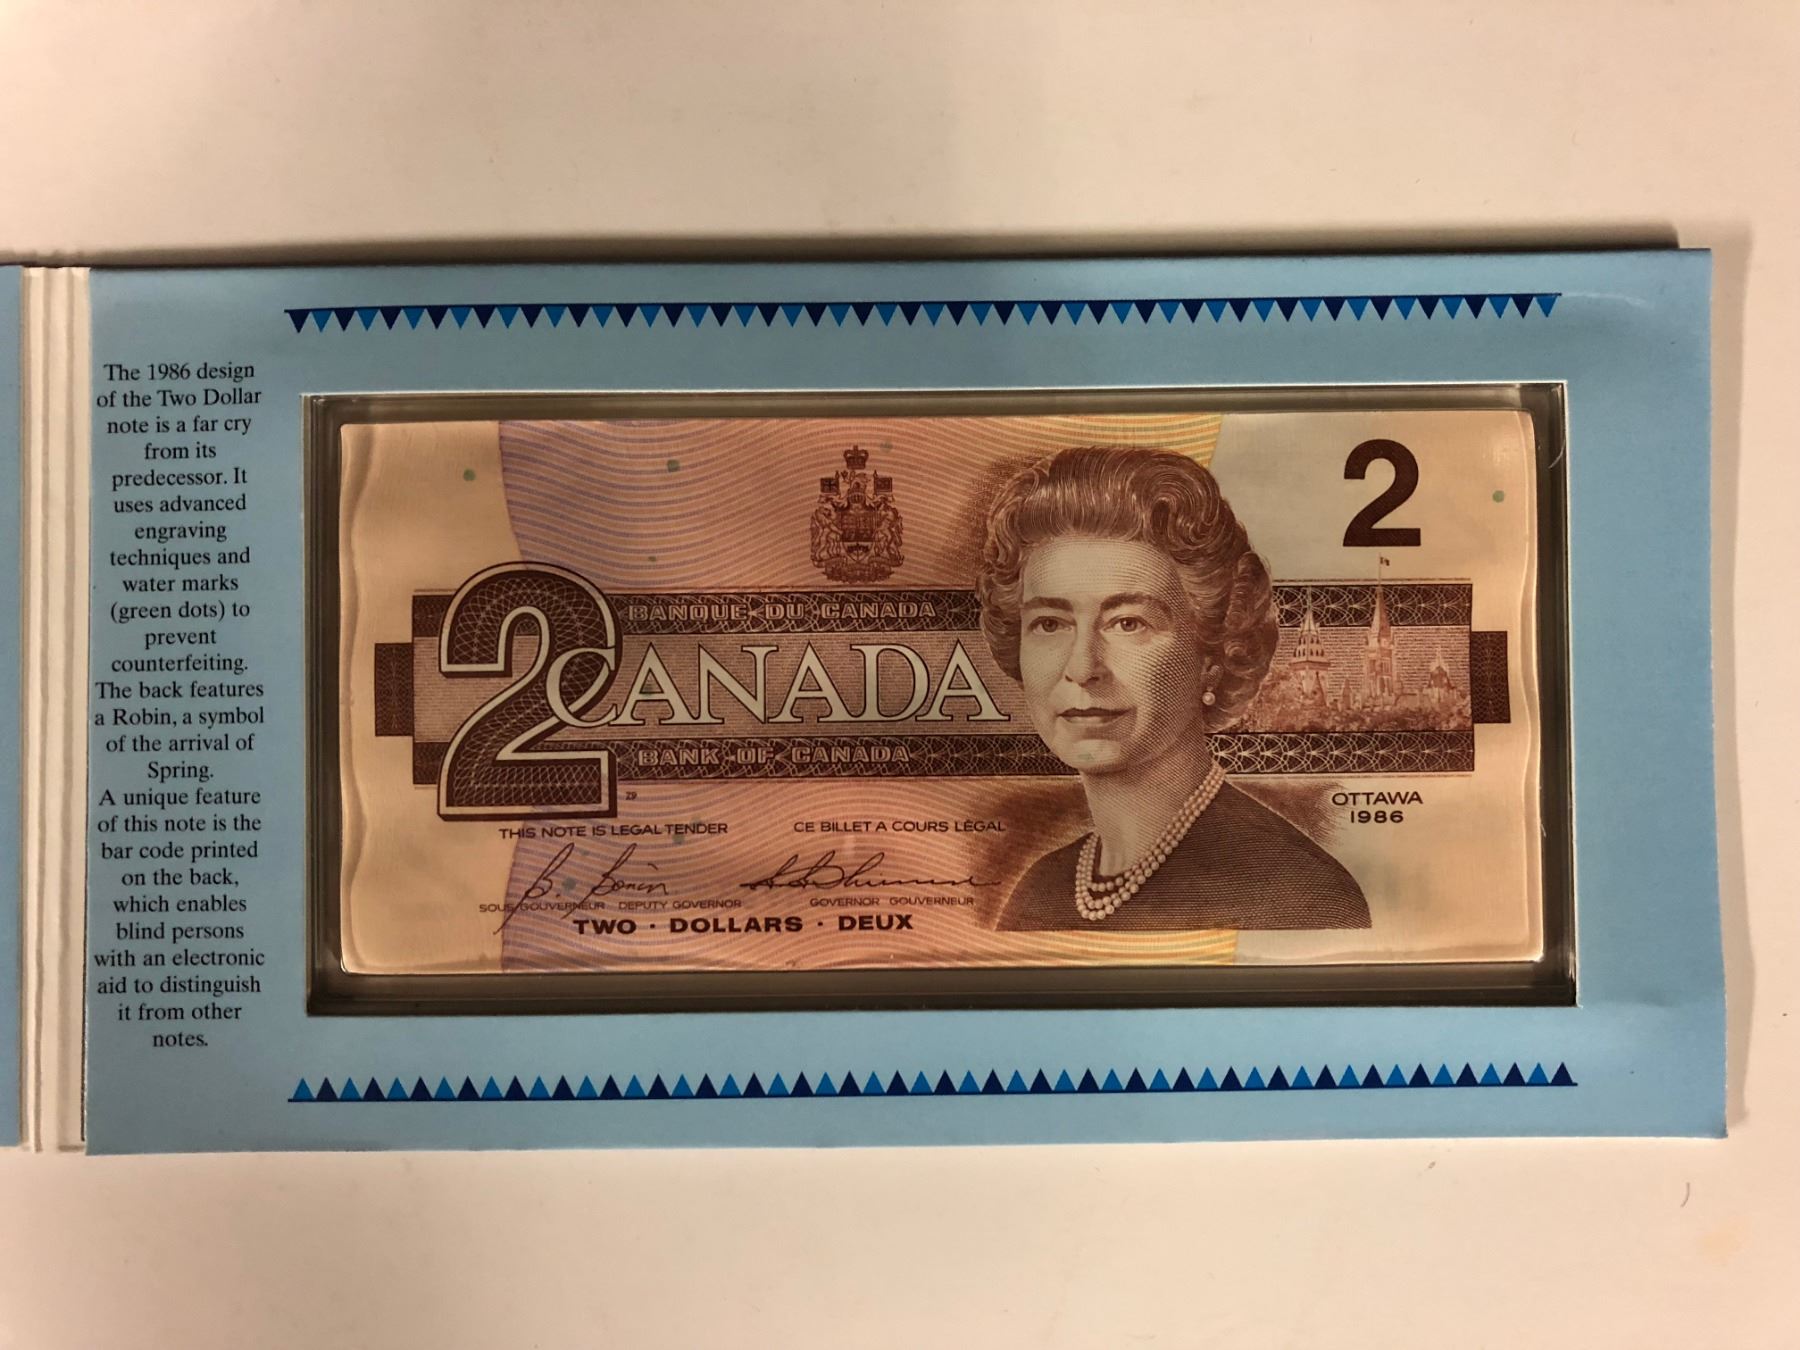 The 1986 design
of the Two Dollar
note is a far cry
from its
predecessor. It
uses advanced
engraving
techniques and
water marks
(green dots) to
prevent
counterfeiting.
The back features
a Robin, a symbol
of the arrival of
Spring.
A unique feature
of this note is the
bar code printed
on the back,
which enables
blind persons
with an electronic
aid to distinguish
it from other
notes.
2
BANQUE DU CANADA
2 CANADA
BANK OF CANADA
29
OTTAWA
1986
THIS NOTE IS LEGAL TENDER CE BILLET A COURS LÉGAL
B. Bonin
SOUS-GOUVERNEUR DEPUTY GOVERNOR GOVERNOR GOUVERNEUR
TWO · DOLLARS · DEUX